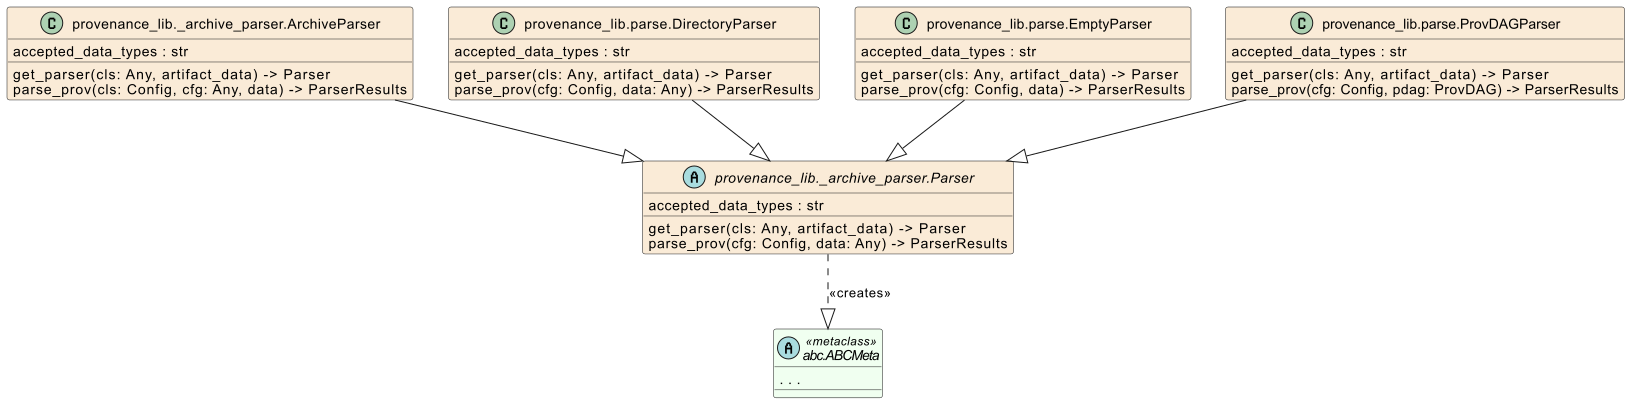 C provenance_lib._archive_parser.ArchiveParser
accepted_data_types : str
get_parser(cls: Any, artifact_data) -> Parser
parse_prov(cls: Config, cfg: Any, data) -> ParserResults
C provenance_lib.parse.DirectoryParser
accepted_data_types : str
get_parser(cls: Any, artifact_data) -> Parser
parse_prov(cfg: Config, data: Any) -> ParserResults
C provenance_lib.parse.EmptyParser
accepted_data_types : str
get_parser(cls: Any, artifact_data) -> Parser
parse_prov(cfg: Config, data) -> ParserResults
C provenance_lib.parse.ProvDAGParser
accepted_data_types : str
get_parser(cls: Any, artifact_data) -> Parser
parse_prov(cfg: Config, pdag: ProvDAG) -> ParserResults
A provenance_lib._archive_parser.Parser
accepted_data_types : str
get_parser(cls: Any, artifact_data) -> Parser
parse_prov(cfg: Config, data: Any) -> ParserResults
«creates»
«metaclass»
A abc.ABCMeta
. . .